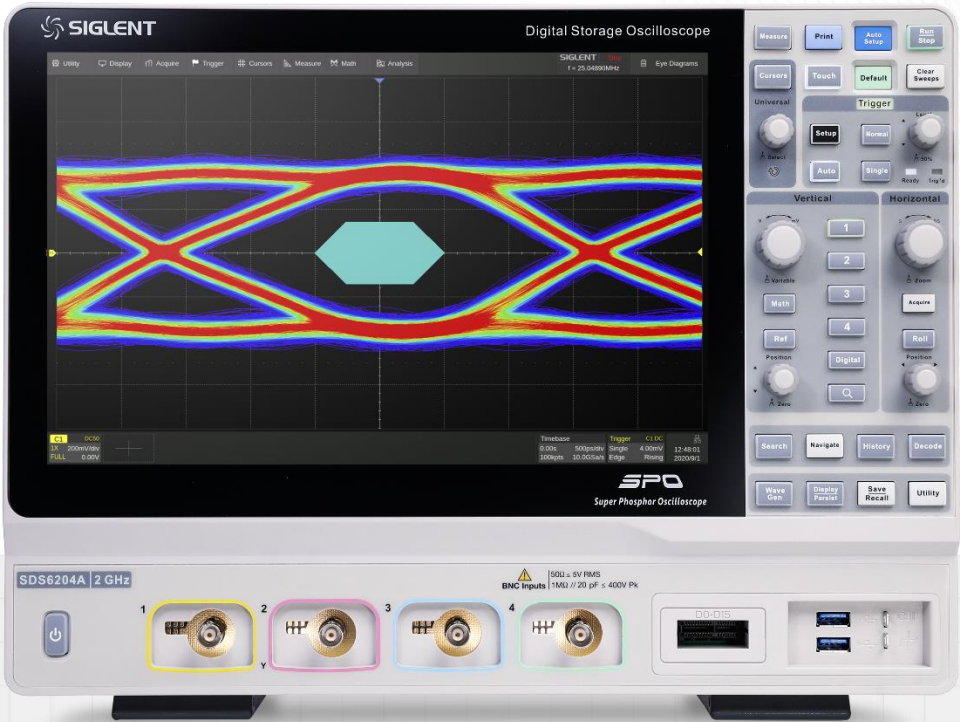 SIGLENT
Digital Storage Oscilloscope
Utility Display Acquire Trigger Cursors Measure Math Analysis
SIGLENT Stop
f = 25.04890MHz
Eye Diagrams
C1 DC50
1X 200mV/div
FULL 0.00V
Timebase
0.00s 500ps/div
100kpts 10.0GSa/s
Trigger C1 DC
Single 4.00mV
Edge Rising
12:48:01
2020/9/1
SPO
Super Phosphor Oscilloscope
Measure
Print
Auto
Setup
Run
Stop
Cursors
Touch
Default
Clear
Sweeps
Universal
Select
Trigger
Setup
Normal
Auto
Single
50%
Ready
Trig'd
Vertical
Variable
1
2
3
4
Math
Ref
Digital
Position
Zero
Horizontal
Zoom
Acquire
Roll
Position
Zero
Search
Navigate
History
Decode
Wave
Gen
Display
Persist
Save
Recall
Utility
SDS6204A 2 GHz
BNC Inputs
50Ω ≤ 5V RMS
1MΩ // 20 pF ≤ 400V Pk
1
2
Y
3
4
D0-D15